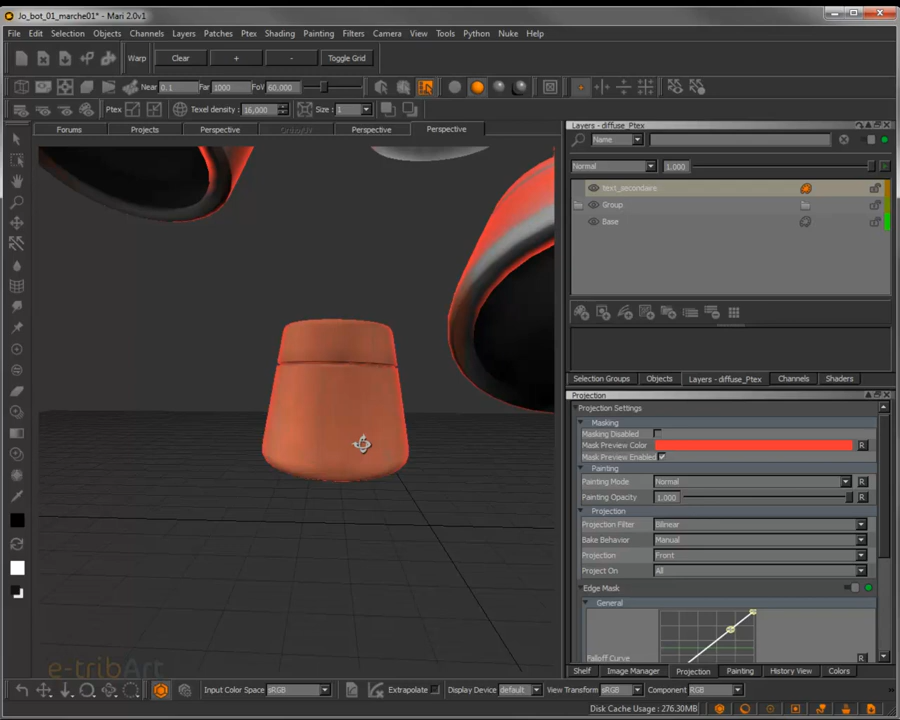 Jo_bot_01_marche01* - Mari 2.0v1
File Edit Selection Objects Channels Layers Patches Ptex Shading Painting Filters Camera View Tools Python Nuke Help
Warp Clear + - Toggle Grid
Near 0.1 Far 1000 FoV 60.000
Ptex Texel density: 16,000 Size: 1
Forums Projects Perspective Ortho/UV Perspective Perspective
Layers - diffuse_Ptex
Name
Normal 1.000
text_secondaire
Group
Base
Selection Groups Objects Layers - diffuse_Ptex Channels Shaders
Projection
Projection Settings
Masking
Masking Disabled
Mask Preview Color R
Mask Preview Enabled R
Painting
Painting Mode Normal R
Painting Opacity 1.000 R
Projection
Projection Filter Bilinear
Bake Behavior Manual
Projection Front
Project On All
Edge Mask
General
Falloff Curve R
Shelf Image Manager Projection Painting History View Colors
e-tribArt
Input Color Space sRGB Extrapolate Display Device default View Transform sRGB Component RGB
Disk Cache Usage : 276.30MB